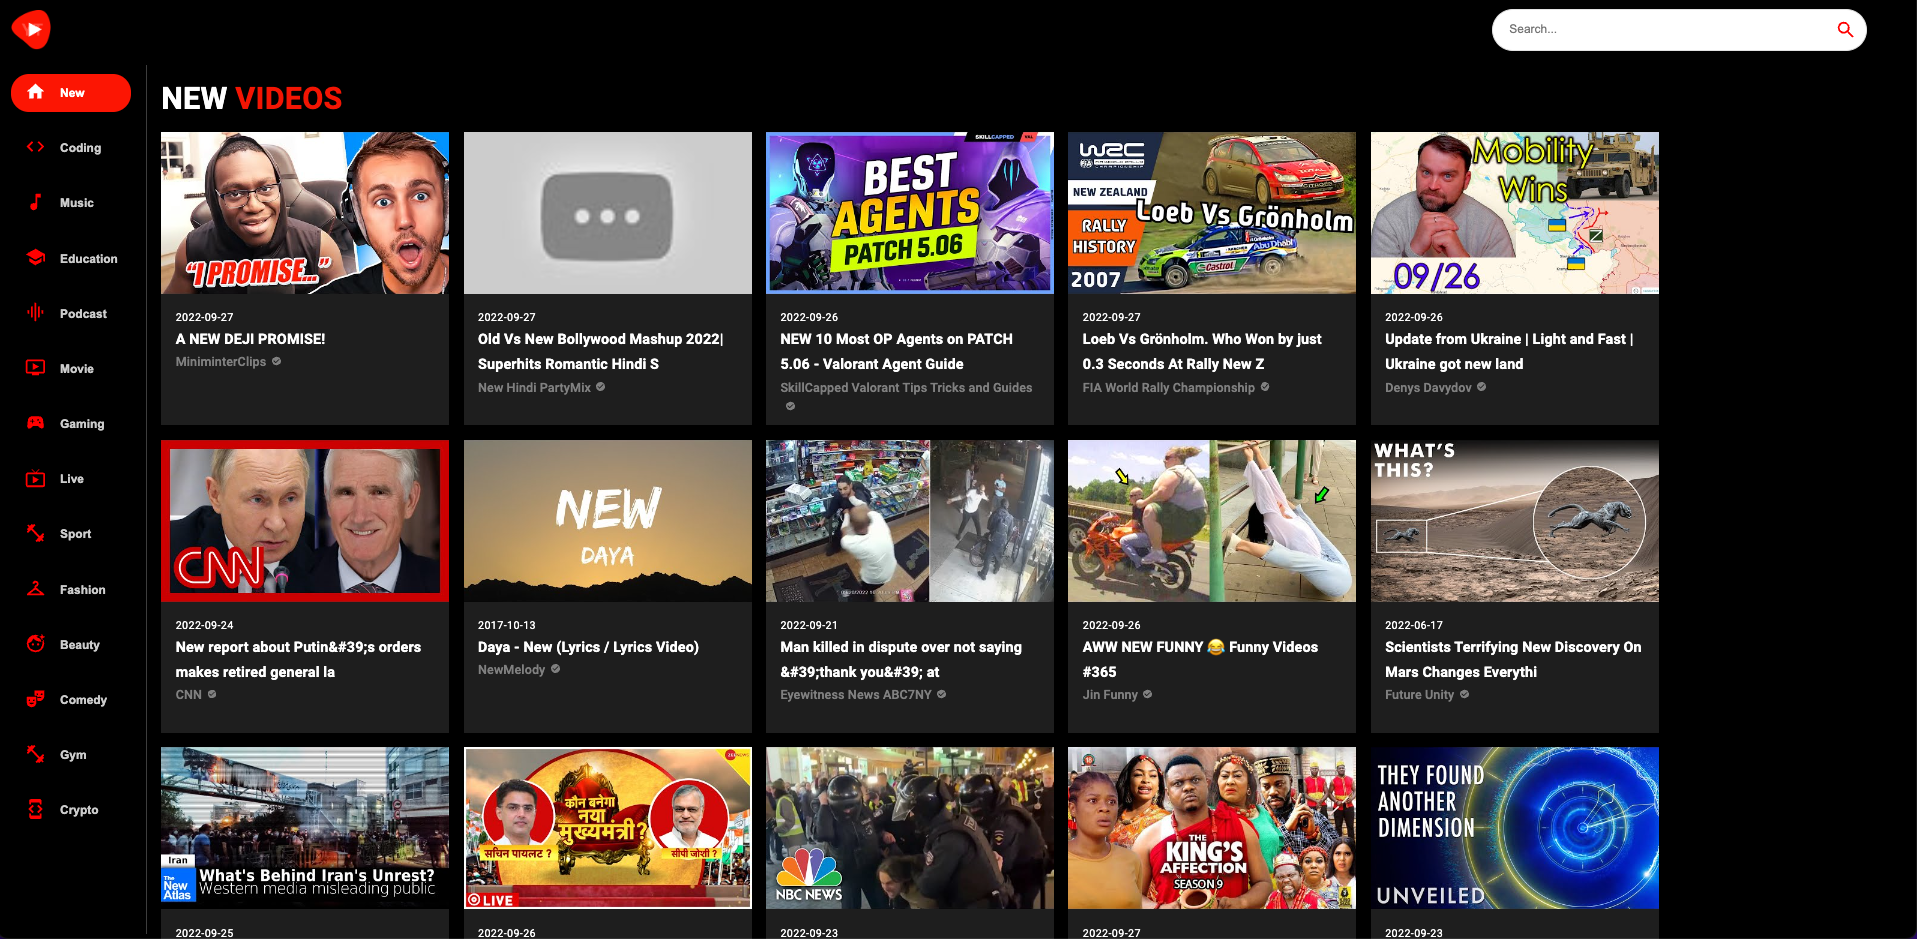 Search...
New
Coding
Music
Education
Podcast
Movie
Gaming
Live
Sport
Fashion
Beauty
Comedy
Gym
Crypto
NEW VIDEOS
"I PROMISE..."
2022-09-27
A NEW DEJI PROMISE!
MiniminterClips
2022-09-27
Old Vs New Bollywood Mashup 2022|
Superhits Romantic Hindi S
New Hindi PartyMix
SKILLCAPPED VAL
BEST
AGENTS
PATCH 5.06
2022-09-26
NEW 10 Most OP Agents on PATCH
5.06 - Valorant Agent Guide
SkillCapped Valorant Tips Tricks and Guides
WRC
NEW ZEALAND
Loeb Vs Grönholm
RALLY
HISTORY
2007
TOTAL
Abu Dhabi
Castrol
2022-09-27
Loeb Vs Grönholm. Who Won by just
0.3 Seconds At Rally New Z
FIA World Rally Championship
Mobility
Wins
09/26
2022-09-26
Update from Ukraine | Light and Fast |
Ukraine got new land
Denys Davydov
CNN
2022-09-24
New report about Putin&#39;s orders
makes retired general la
CNN
NEW
DAYA
2017-10-13
Daya - New (Lyrics / Lyrics Video)
NewMelody
2022-09-21
Man killed in dispute over not saying
&#39;thank you&#39; at
Eyewitness News ABC7NY
2022-09-26
AWW NEW FUNNY 😂 Funny Videos
#365
Jin Funny
WHAT'S
THIS?
2022-06-17
Scientists Terrifying New Discovery On
Mars Changes Everythi
Future Unity
Iran
The
New
Atlas
What's Behind Iran's Unrest?
Western media misleading public
2022-09-25
कौन बनेगा
नया
मुख्यमंत्री?
सचिन पायलट ?
सीपी जोशी ?
LIVE
2022-09-26
NBC NEWS
2022-09-23
THE
KING'S
AFFECTION
SEASON 9
2022-09-27
THEY FOUND
ANOTHER
DIMENSION
UNVEILED
2022-09-23